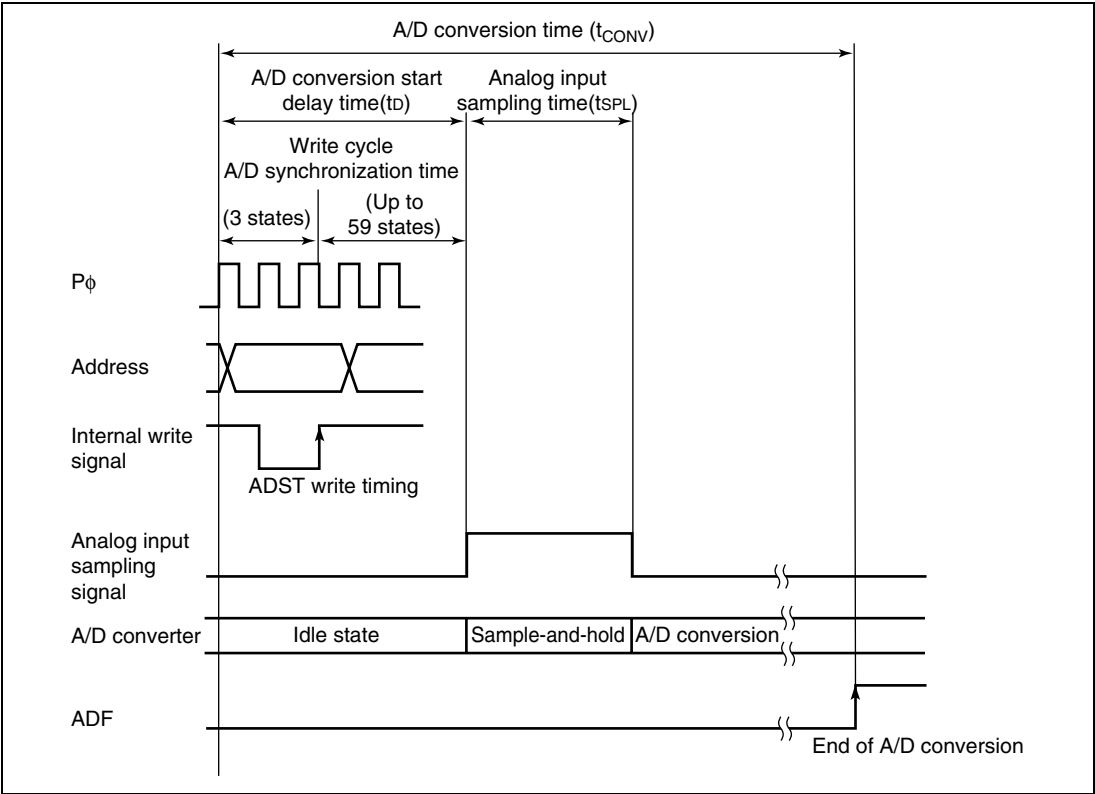 A/D conversion time (tCONV)
A/D conversion start
delay time(tD)
Analog input
sampling time(tSPL)
Write cycle
A/D synchronization time
(3 states)
(Up to
59 states)
Pϕ
Address
Internal write
signal
ADST write timing
Analog input
sampling
signal
A/D converter
Idle state
Sample-and-hold
A/D conversion
ADF
End of A/D conversion